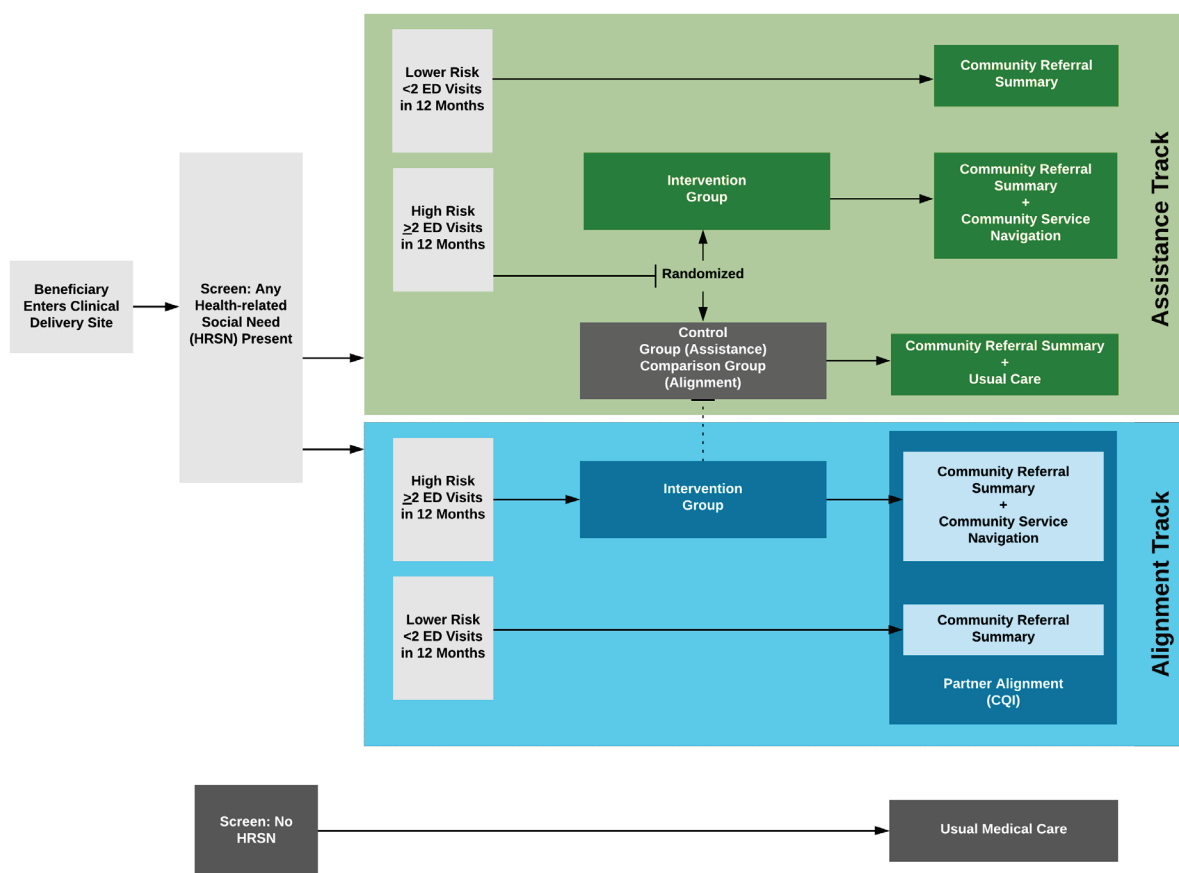 Beneficiary
Enters Clinical
Delivery Site
Screen: Any
Health-related
Social Need
(HRSN) Present
Lower Risk
<2 ED Visits
in 12 Months
Community Referral
Summary
High Risk
≥2 ED Visits
in 12 Months
Intervention
Group
Community Referral
Summary
+
Community Service
Navigation
Randomized
Control
Group (Assistance)
Comparison Group
(Alignment)
Community Referral Summary
+
Usual Care
Assistance Track
High Risk
≥2 ED Visits
in 12 Months
Intervention
Group
Community Referral
Summary
+
Community Service
Navigation
Lower Risk
<2 ED Visits
in 12 Months
Community Referral
Summary
Partner Alignment
(CQI)
Alignment Track
Screen: No
HRSN
Usual Medical Care